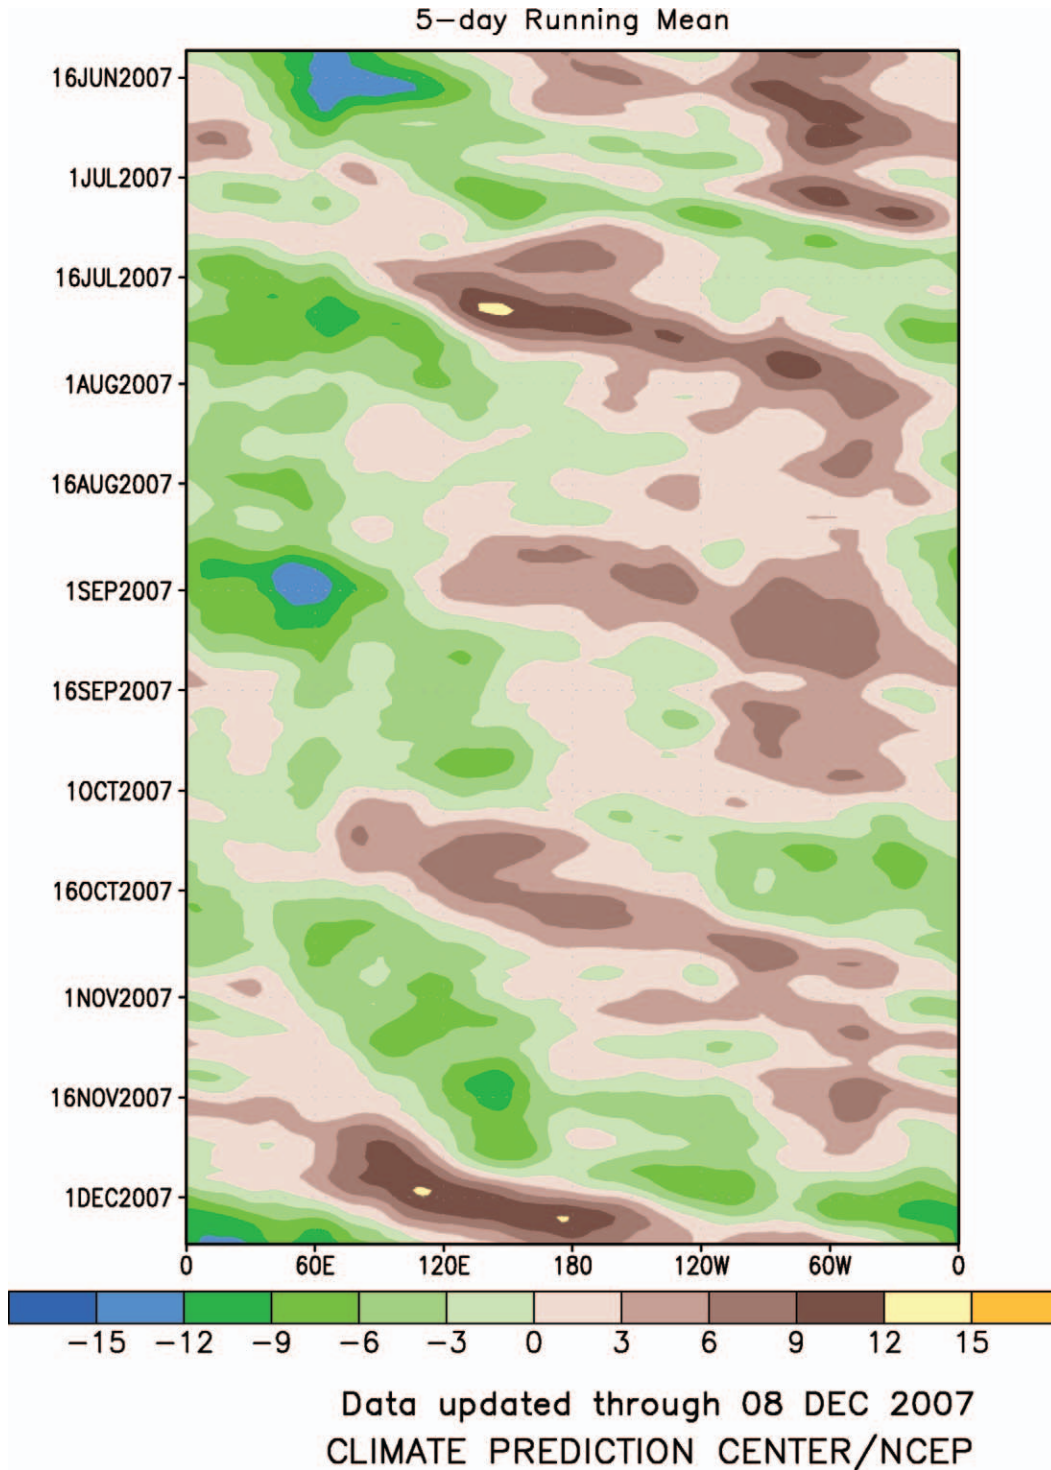 5-day Running Mean
16JUN2007
1JUL2007
16JUL2007
1AUG2007
16AUG2007
1SEP2007
16SEP2007
1OCT2007
16OCT2007
1NOV2007
16NOV2007
1DEC2007
0 60E 120E 180 120W 60W 0
-15 -12 -9 -6 -3 0 3 6 9 12 15
Data updated through 08 DEC 2007
CLIMATE PREDICTION CENTER/NCEP